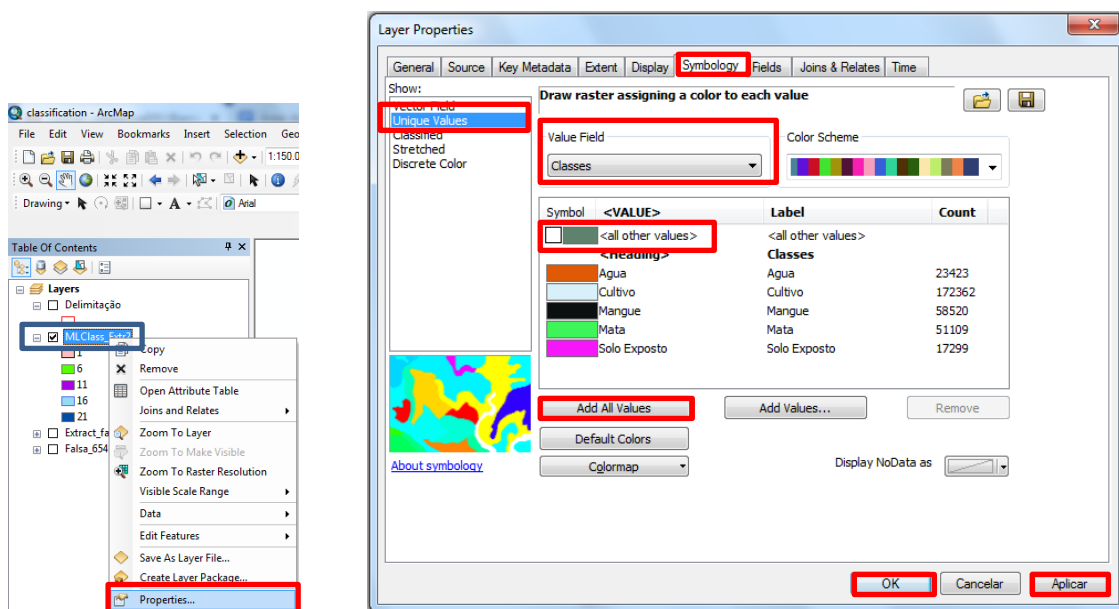 classification - ArcMap
File Edit View Bookmarks Insert Selection Geo
1:150.0
Drawing A Arial
Table Of Contents
Layers
Delimitação
MLClass_Extr2
1
6
11
16
21
Extract_fa
Falsa_654
Copy
Remove
Open Attribute Table
Joins and Relates
Zoom To Layer
Zoom To Make Visible
Zoom To Raster Resolution
Visible Scale Range
Data
Edit Features
Save As Layer File...
Create Layer Package...
Properties...
Layer Properties
General Source Key Metadata Extent Display Symbology Fields Joins & Relates Time
Show:
Vector Field
Unique Values
Classified
Stretched
Discrete Color
About symbology
Draw raster assigning a color to each value
Value Field
Classes
Color Scheme
Symbol <VALUE> Label Count
<all other values> <all other values>
<Heading> Classes
Agua Agua 23423
Cultivo Cultivo 172362
Mangue Mangue 58520
Mata Mata 51109
Solo Exposto Solo Exposto 17299
Add All Values Add Values... Remove
Default Colors
Colormap Display NoData as
OK Cancelar Aplicar